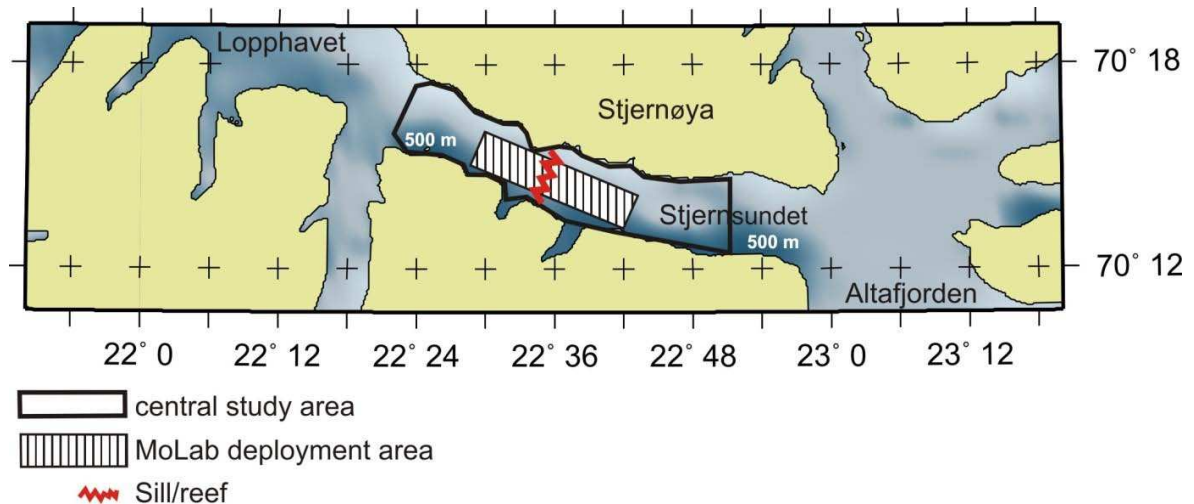 Lopphavet
70° 18
Stjernøya
500 m
Stjernsundet
500 m
70° 12
Altafjorden
22° 0 22° 12 22° 24 22° 36 22° 48 23° 0 23° 12
central study area
MoLab deployment area
Sill/reef